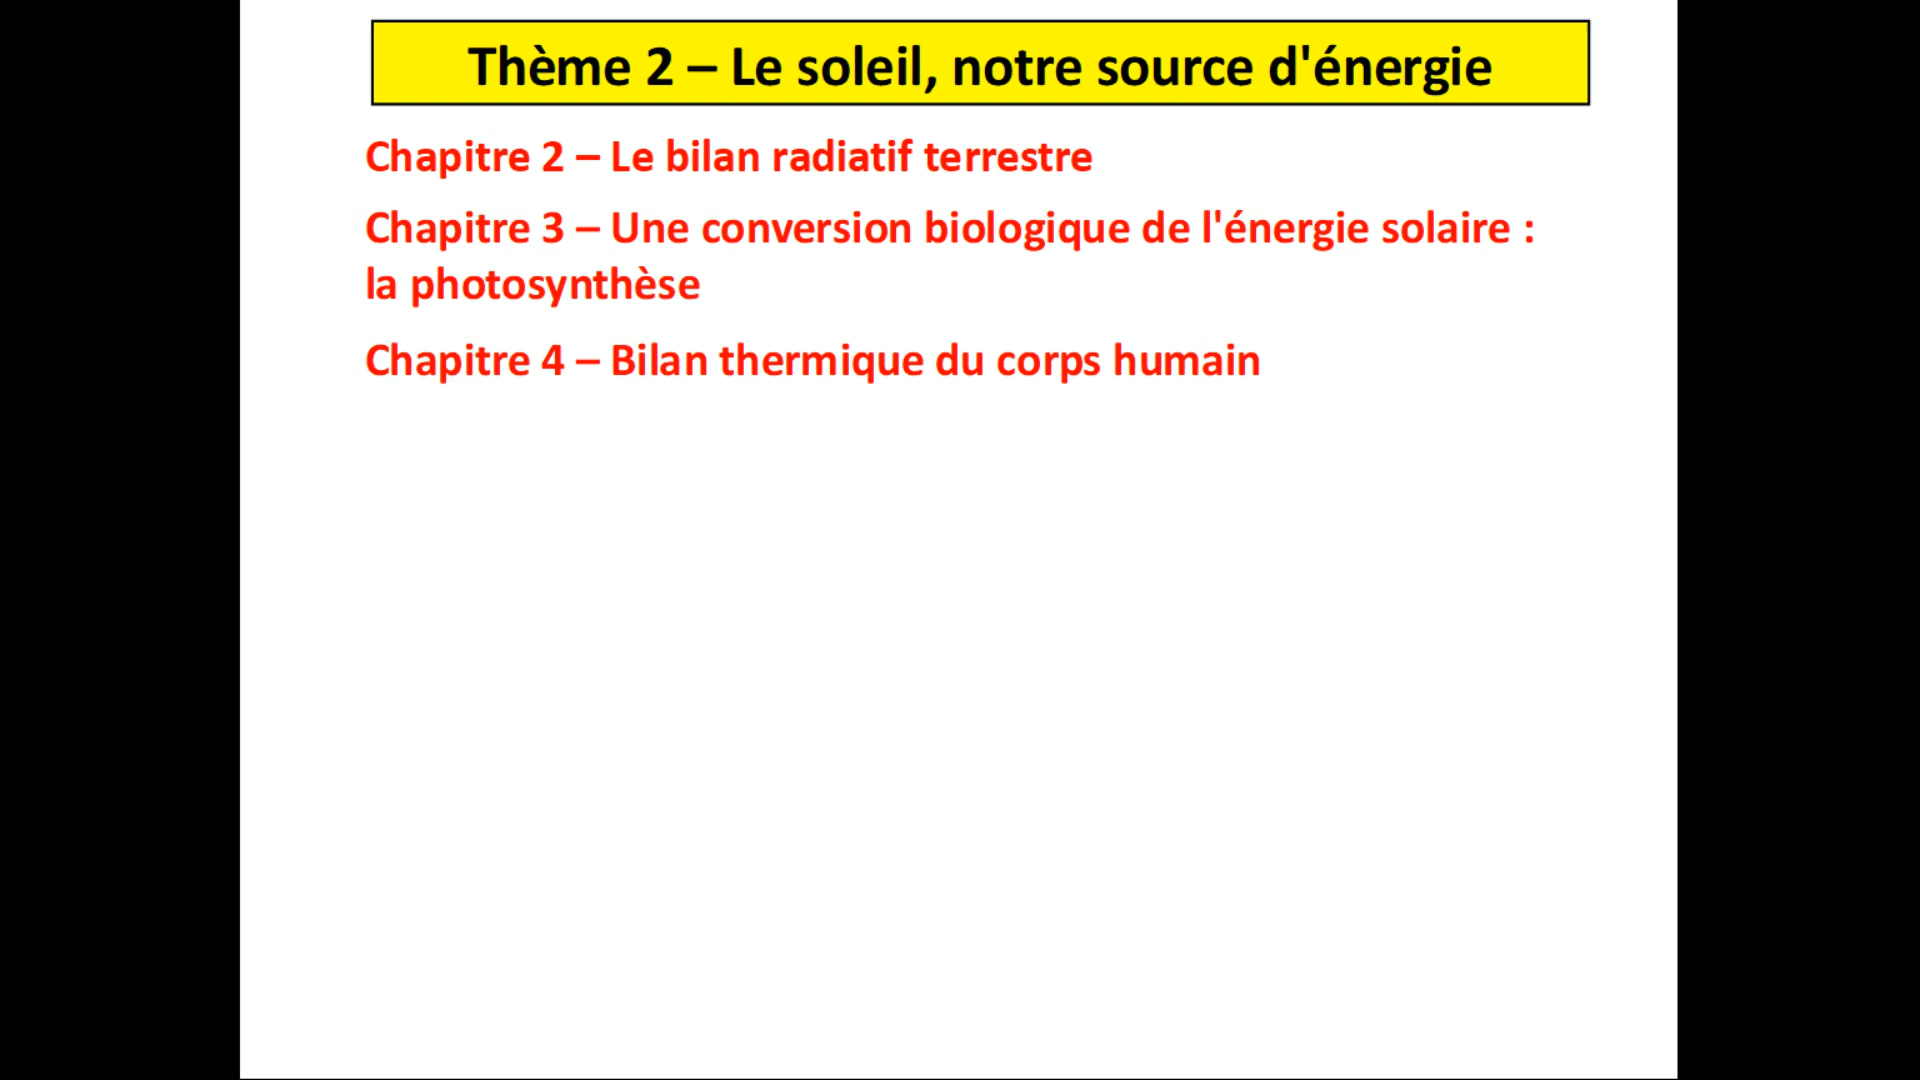 Thème 2 – Le soleil, notre source d'énergie
Chapitre 2 – Le bilan radiatif terrestre
Chapitre 3 – Une conversion biologique de l'énergie solaire :
la photosynthèse
Chapitre 4 – Bilan thermique du corps humain